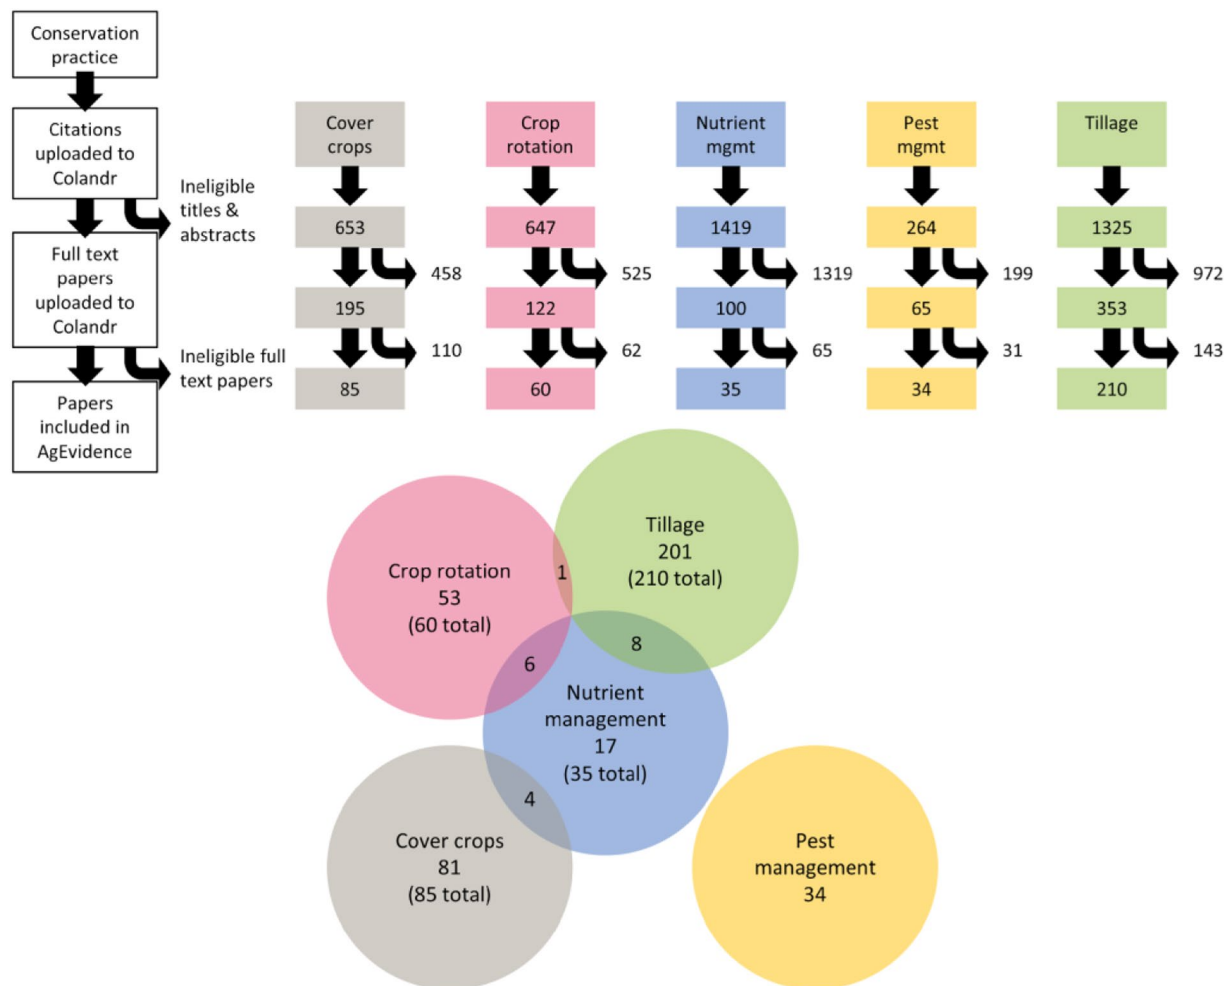 Conservation
practice
Citations
uploaded to
Colandr
Ineligible
titles &
abstracts
Full text
papers
uploaded to
Colandr
Ineligible full
text papers
Papers
included in
AgEvidence
Cover
crops
653
458
195
110
85
Crop
rotation
647
525
122
62
60
Nutrient
mgmt
1419
1319
100
65
35
Pest
mgmt
264
199
65
31
34
Tillage
1325
972
353
143
210
Tillage
201
(210 total)
Crop rotation
53
(60 total)
1
8
6
Nutrient
management
17
(35 total)
4
Cover crops
81
(85 total)
Pest
management
34